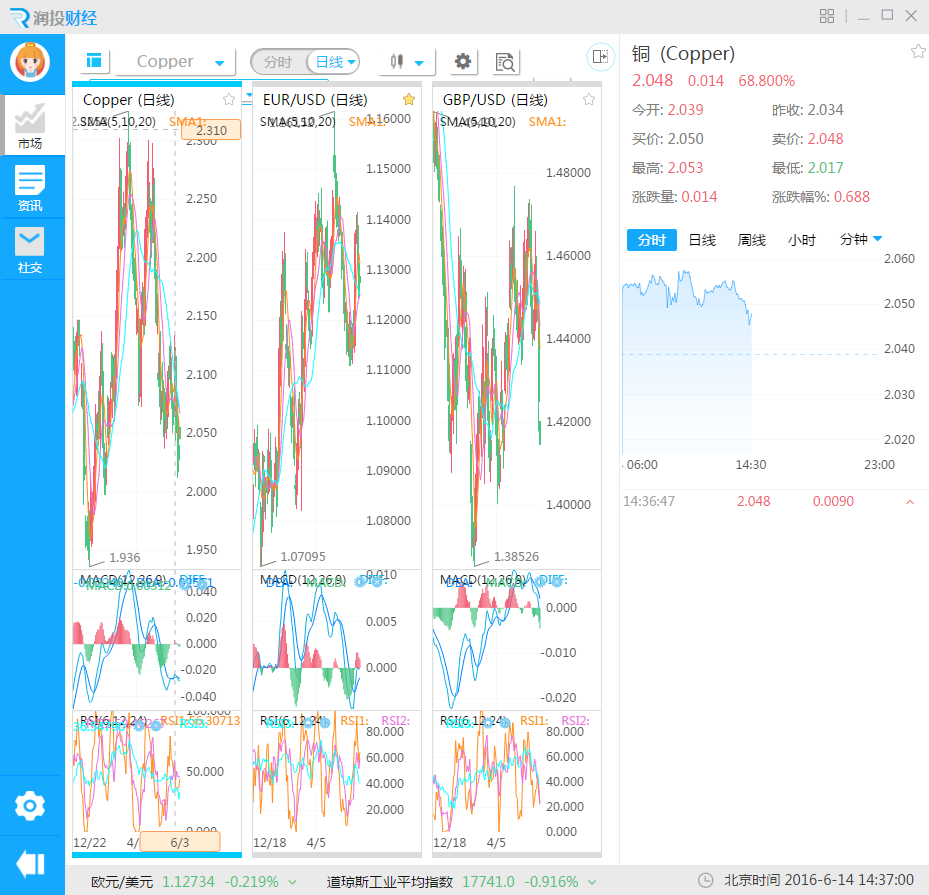 润投财经
市场
资讯
社交
Copper
分时 日线
Copper (日线)
SMA(5,10,20) SMA1:
2.310
2.300
2.250
2.200
2.150
2.100
2.050
2.000
1.950
1.936
MACD(12,26,9) DIFF:
0.040
0.020
0.000
-0.020
-0.040
RSI(6,12,24) RSI1:56.30713
100.000
50.000
0.000
12/22 4/ 6/3
EUR/USD (日线)
SMA(5,10,20) SMA1:
1.16000
1.14000
1.13000
1.12000
1.11000
1.10000
1.09000
1.08000
1.07095
MACD(12,26,9) DIFF:
DEA: MACD:
0.010
0.005
0.000
RSI(6,12,24) RSI1: RSI2:
80.000
60.000
40.000
20.000
12/18 4/5
GBP/USD (日线)
SMA(5,10,20) SMA1:
1.48000
1.46000
1.44000
1.42000
1.40000
1.38526
MACD(12,26,9) DIFF:
DEA: MACD:
0.000
-0.010
-0.020
RSI(6,12,24) RSI1: RSI2:
80.000
60.000
40.000
20.000
0.000
12/18 4/5
铜 (Copper)
2.048 0.014 68.800%
今开: 2.039 昨收: 2.034
买价: 2.050 卖价: 2.048
最高: 2.053 最低: 2.017
涨跌量: 0.014 涨跌幅%: 0.688
分时 日线 周线 小时 分钟
2.060
2.050
2.040
2.030
2.020
06:00 14:30 23:00
14:36:47 2.048 0.0090
欧元/美元 1.12734 -0.219% 道琼斯工业平均指数 17741.0 -0.916% 北京时间 2016-6-14 14:37:00